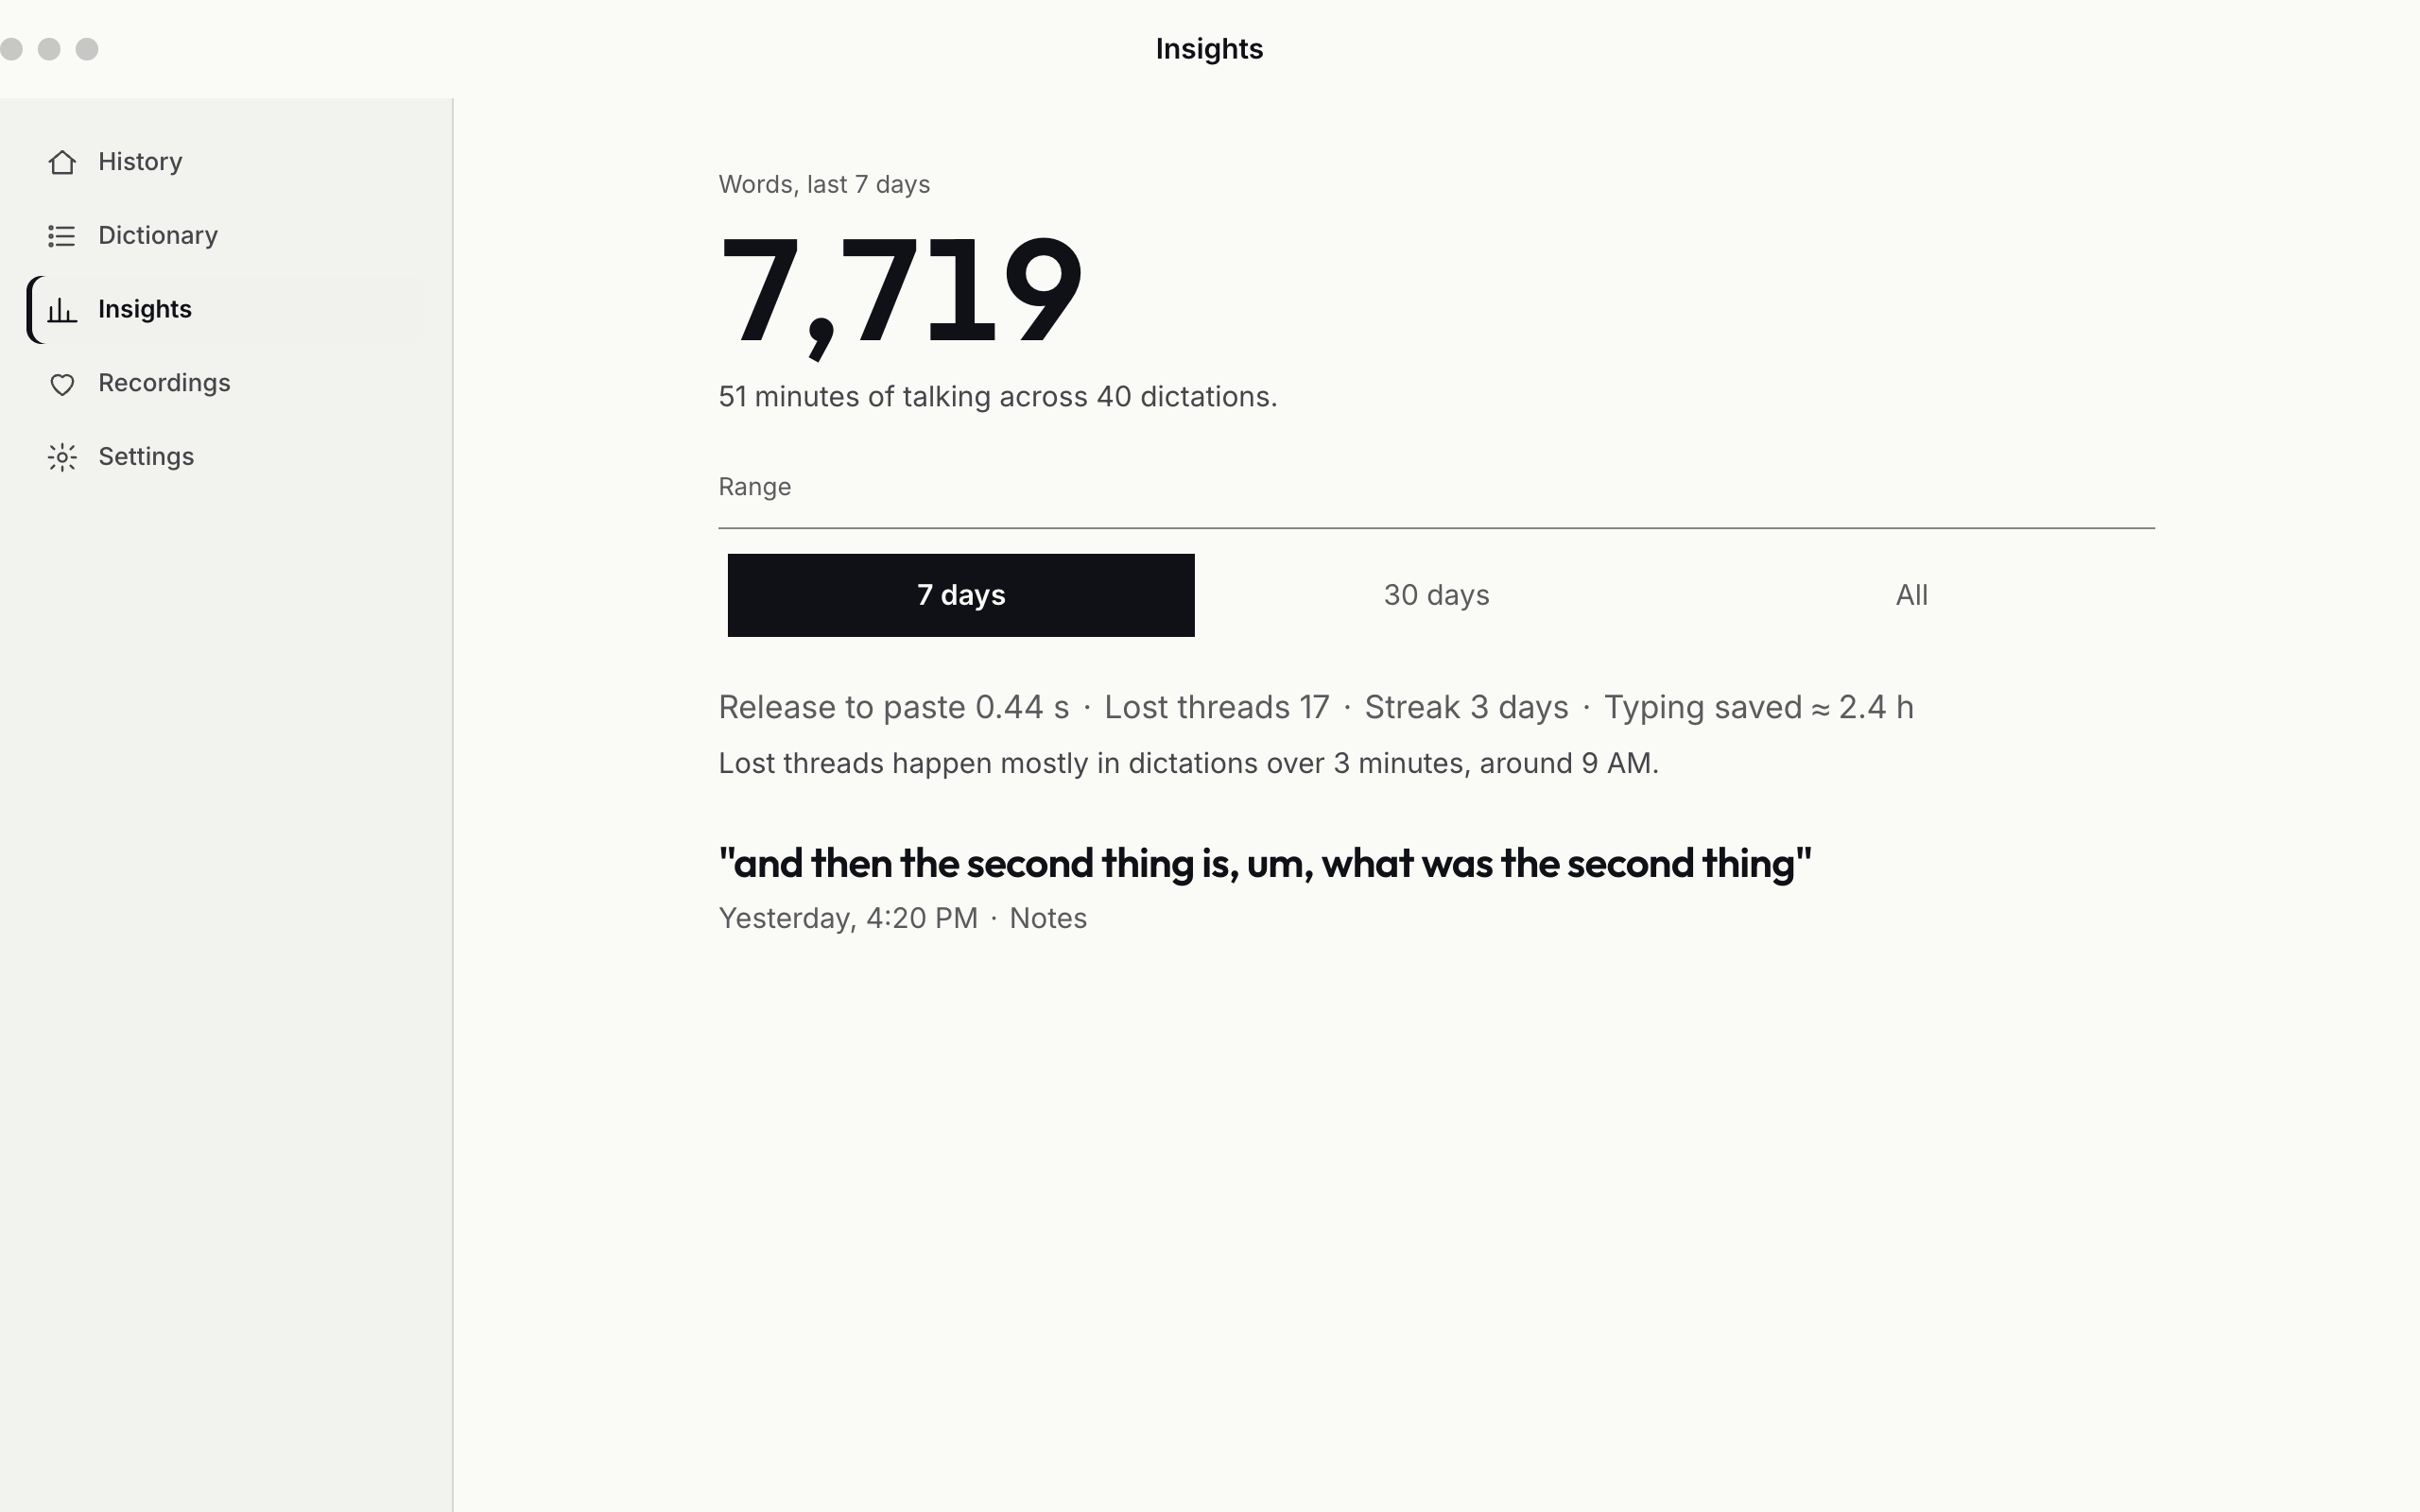 Insights
History
Dictionary
Insights
Recordings
Settings
Words, last 7 days
7,719
51 minutes of talking across 40 dictations.
Range
7 days
30 days
All
Release to paste 0.44 s · Lost threads 17 · Streak 3 days · Typing saved ≈ 2.4 h
Lost threads happen mostly in dictations over 3 minutes, around 9 AM.
"and then the second thing is, um, what was the second thing"
Yesterday, 4:20 PM · Notes